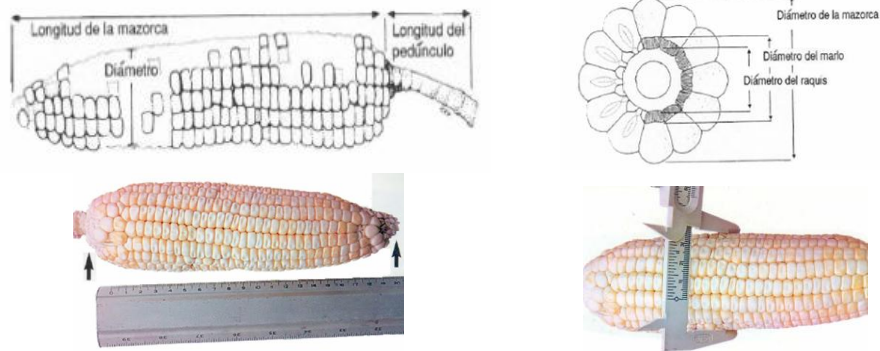 Longitud de la mazorca
Longitud del
pedúnculo
Diámetro
Diámetro de la mazorca
Diámetro del marlo
Diámetro del raquis